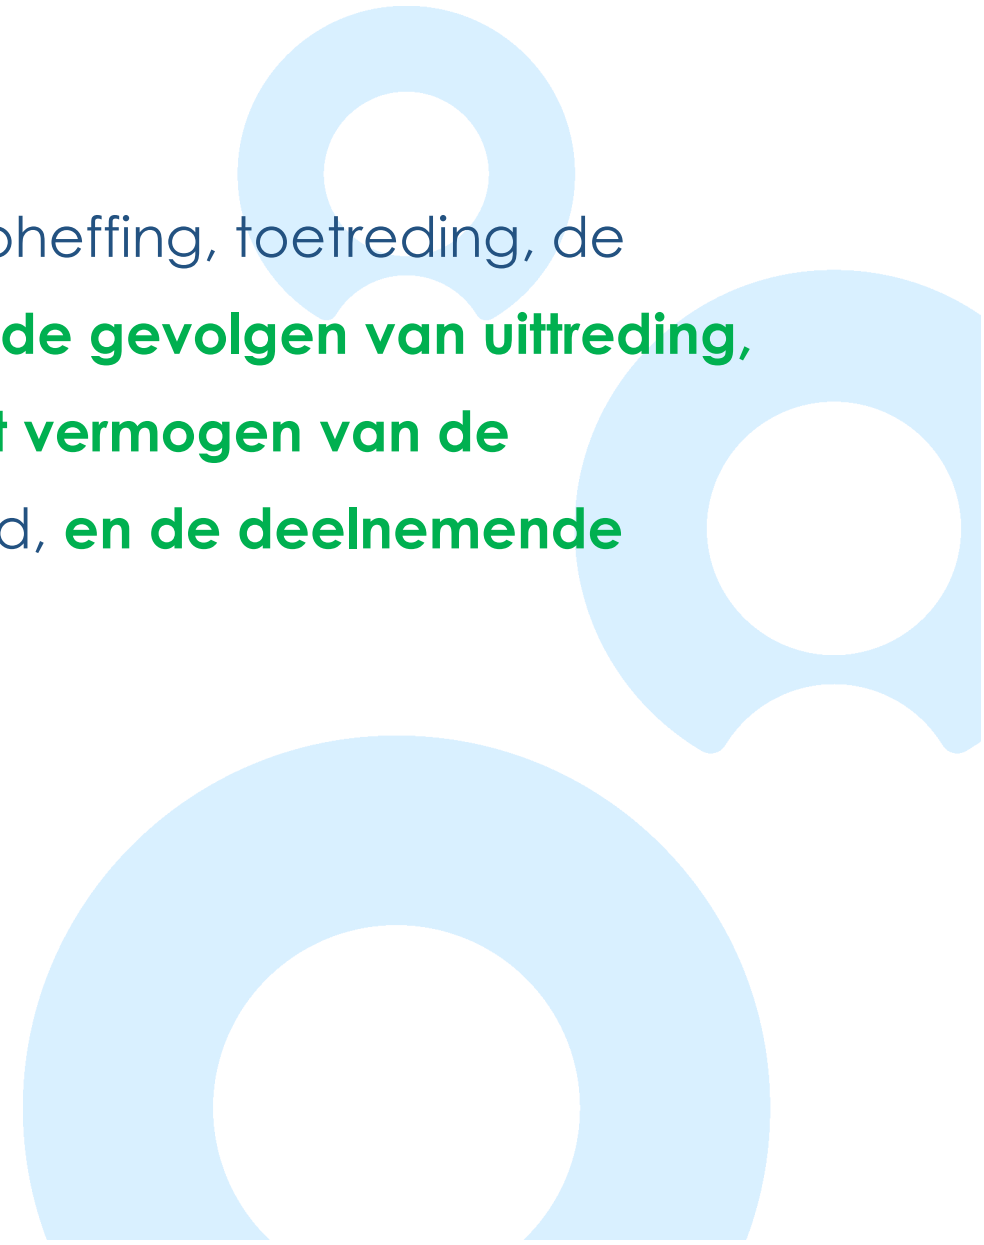 pheffing, toetreding, de
de gevolgen van uittreding,
t vermogen van de
d, en de deelnemende